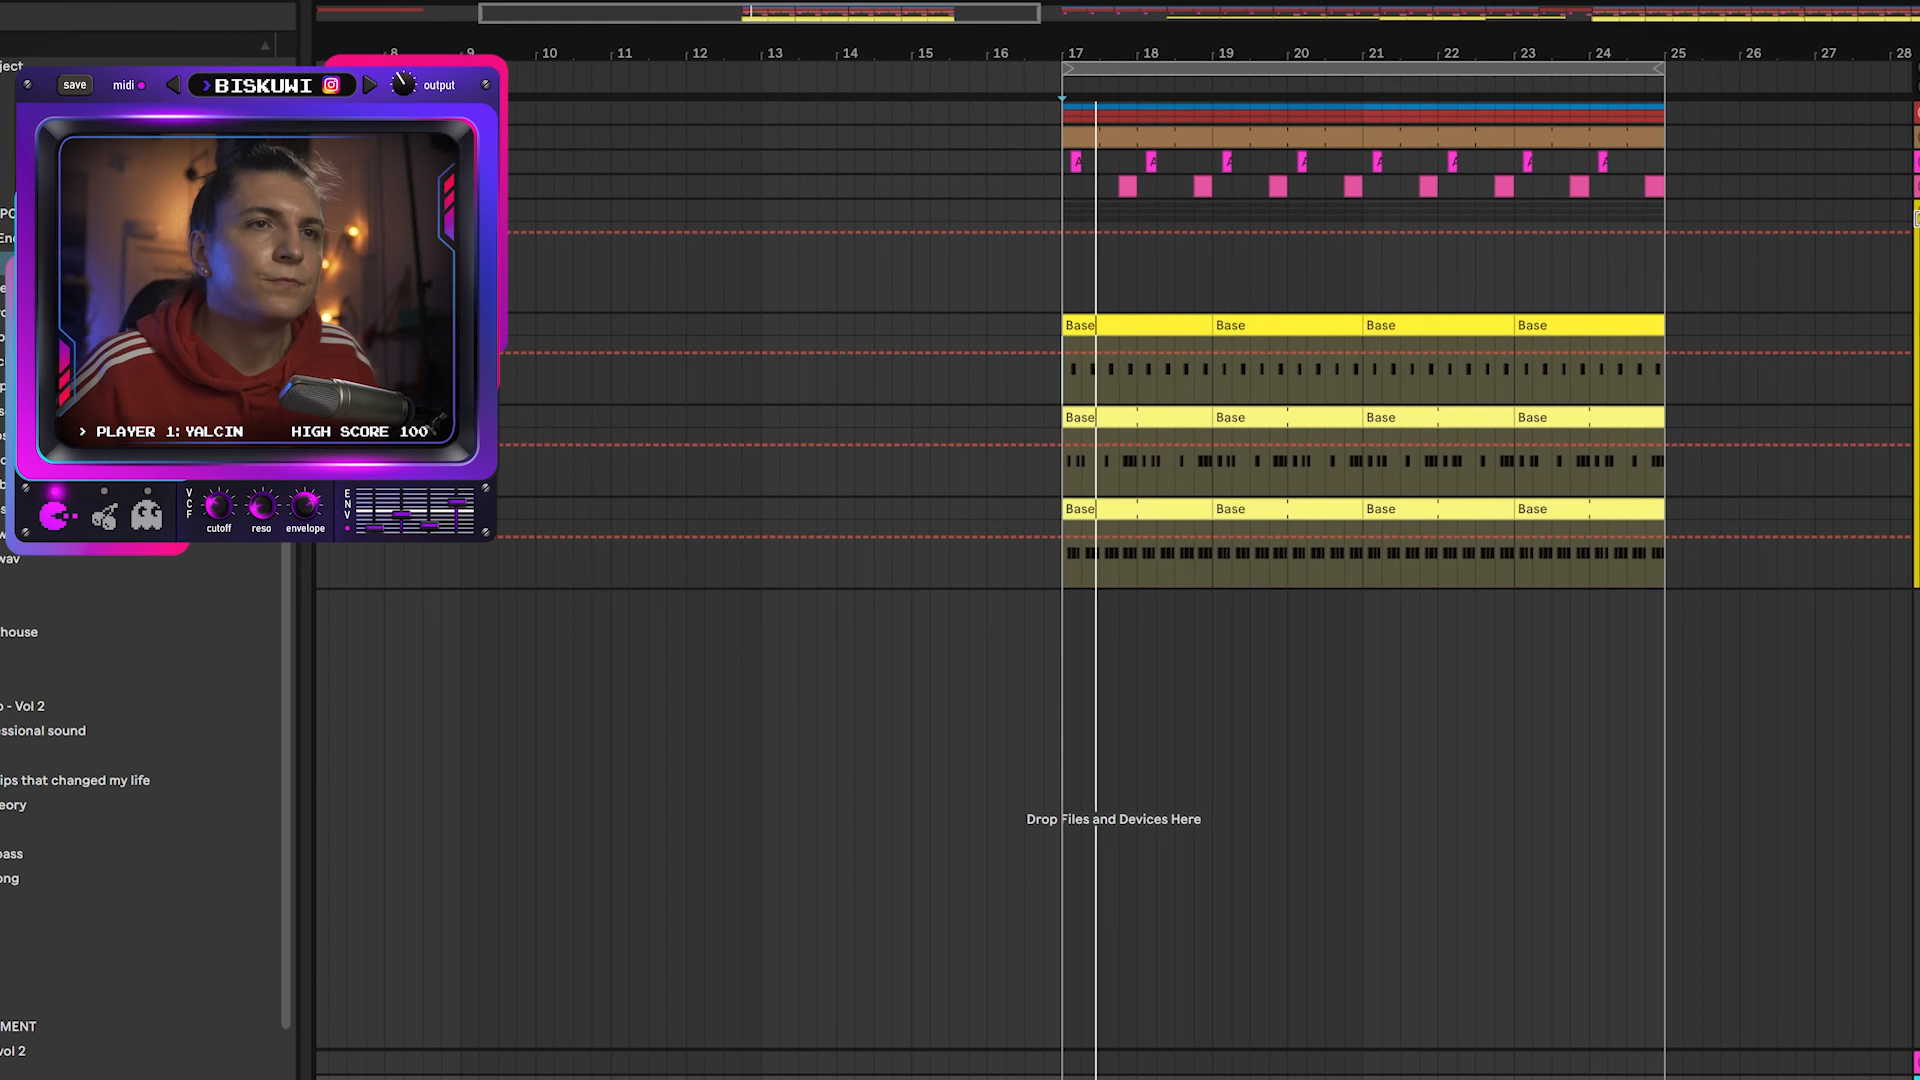 8 9 10 11 12 13 14 15 16 17 18 19 20 21 22 23 24 25 26 27 28
save midi BISKUWI output
PLAYER 1: YALCIN HIGH SCORE 100
VCF cutoff reso envelope ENV
Base Base Base Base
Base Base Base Base
Base Base Base Base
Drop Files and Devices Here
ject
wav
house
- Vol 2
ssional sound
ips that changed my life
eory
bass
ong
MENT
vol 2